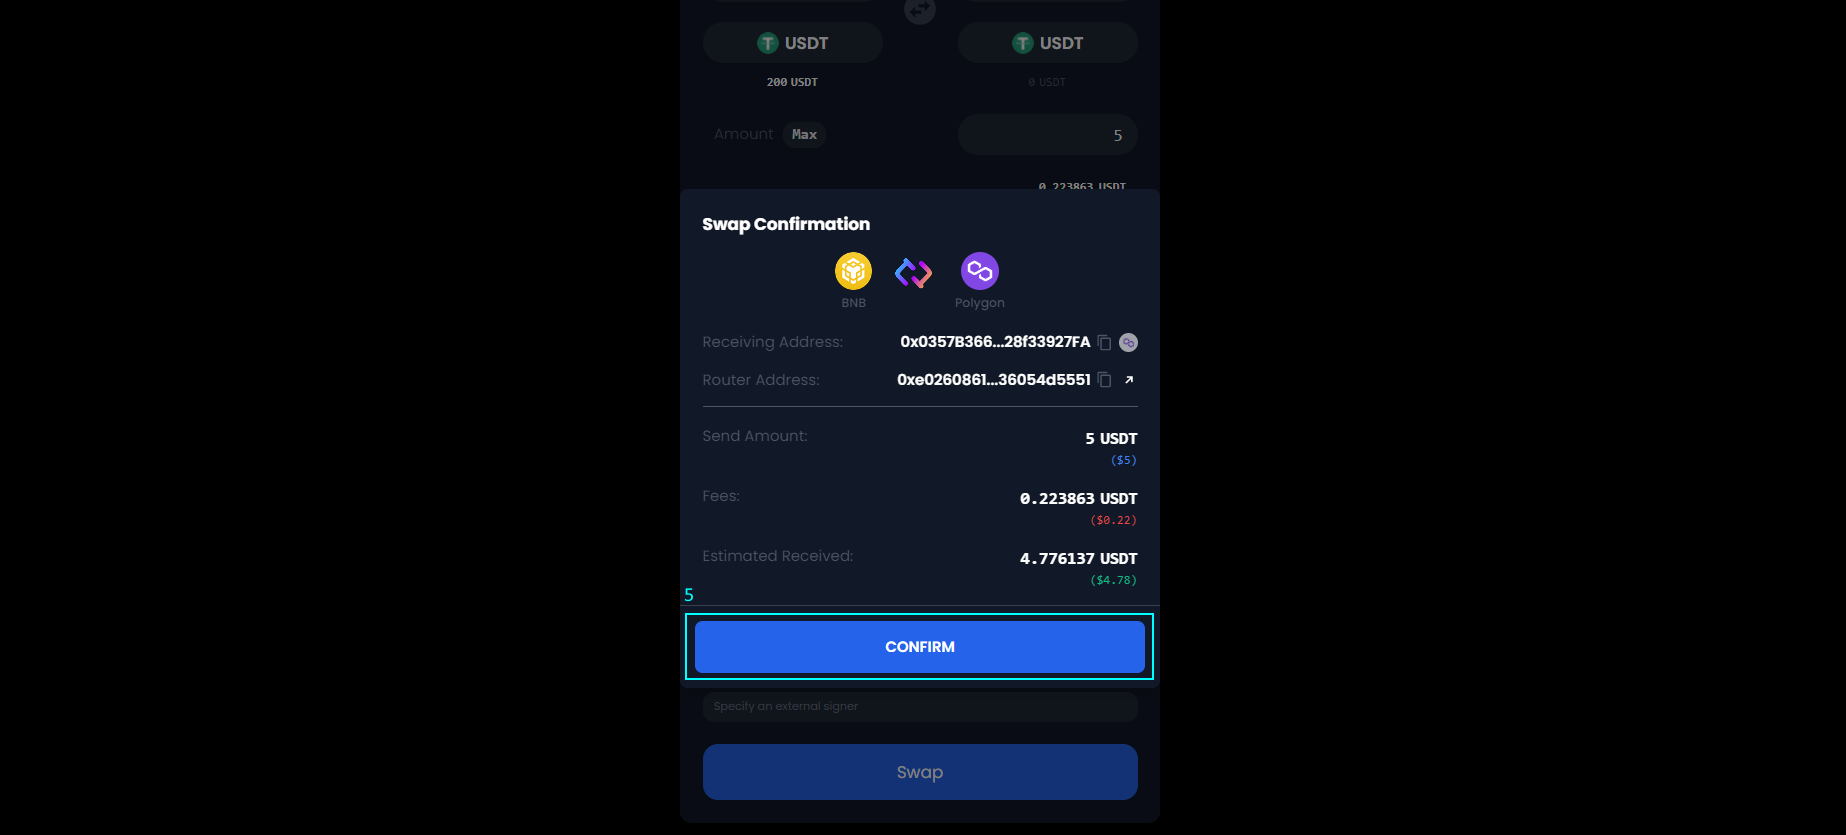 USDT USDT
200 USDT 0 USDT
Amount Max 5
0.223863 USDT
Swap Confirmation
BNB Polygon
Receiving Address: 0x0357B366...28f33927FA
Router Address: 0xe0260861...36054d5551
Send Amount: 5 USDT
($5)
Fees: 0.223863 USDT
($0.22)
Estimated Received: 4.776137 USDT
($4.78)
5
CONFIRM
Specify an external signer
Swap